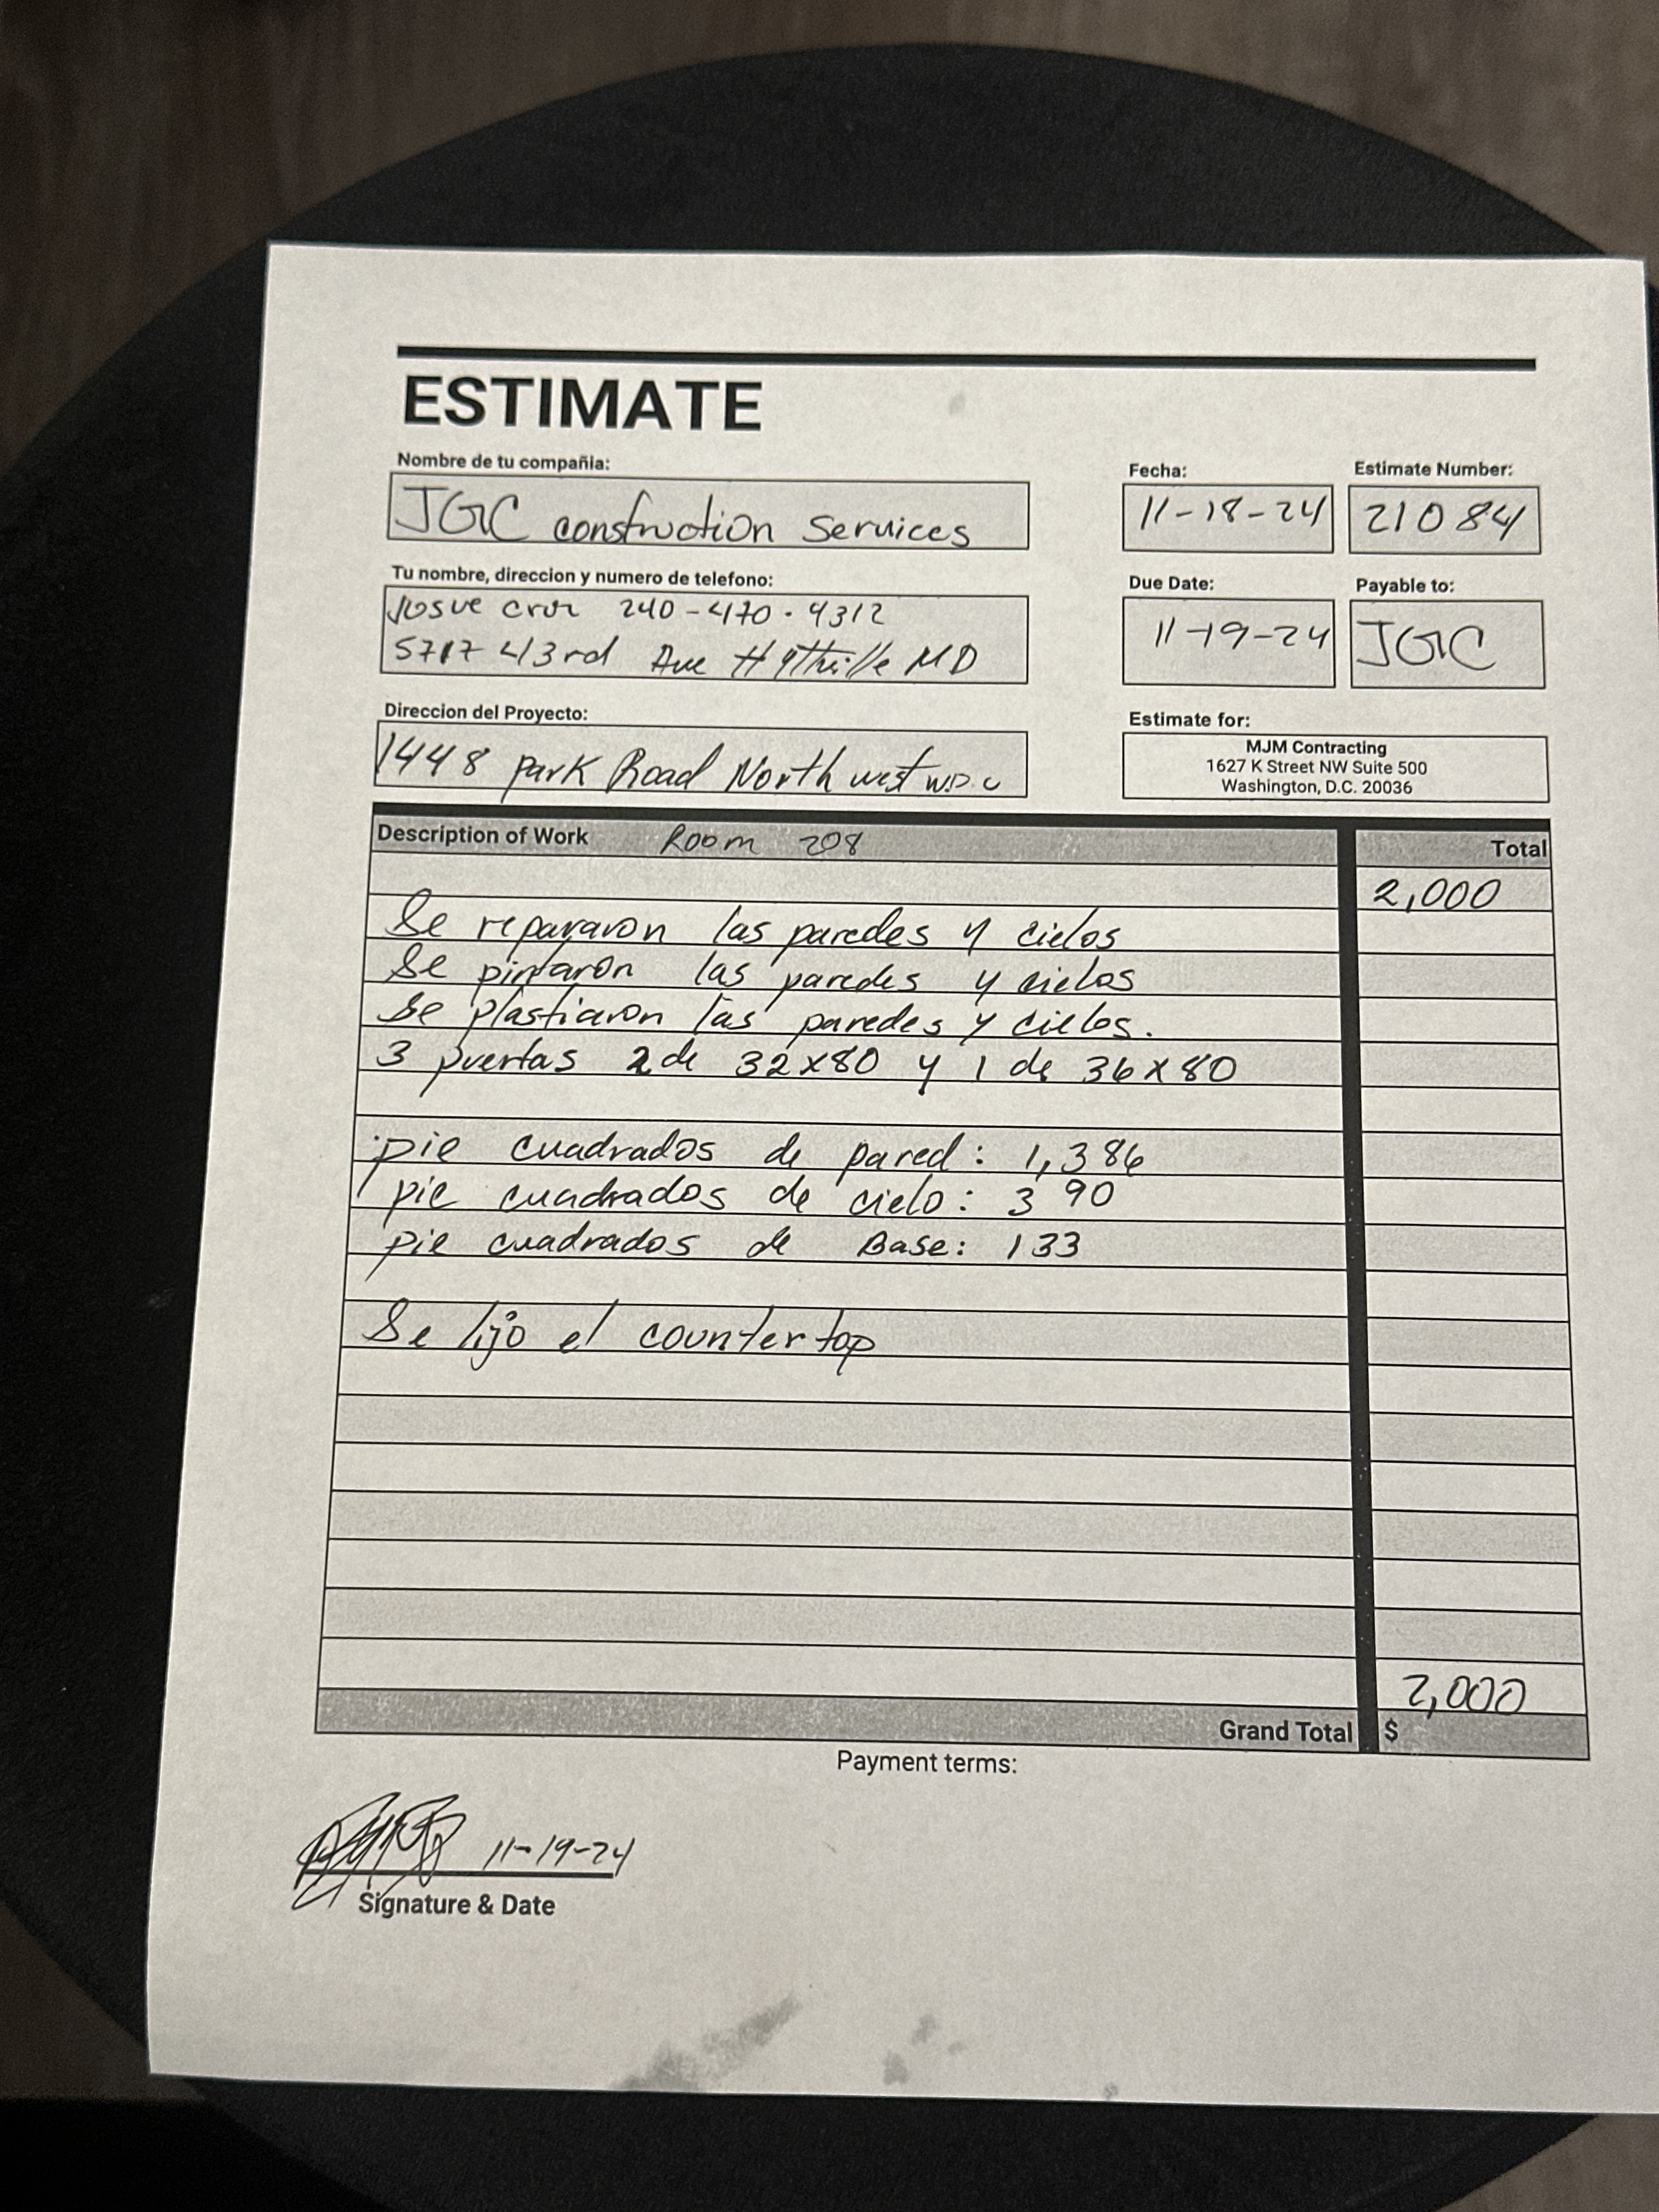 ESTIMATE
Nombre de tu compañia:
JGC construction Services
Fecha:
11-18-24
Estimate Number:
21084
Tu nombre, direccion y numero de telefono:
Josue Cruz 240-470-4312
5717 43rd Ave MD
Due Date:
11-19-24
Payable to:
JGC
Direccion del Proyecto:
1448 park Road North west W.D.C
Estimate for:
MJM Contracting
1627 K Street NW Suite 500
Washington, D.C. 20036
Description of Work Room 208 Total
2,000
Se repararon las paredes y cielos
Se pintaron las paredes y cielos
Se plastiaron las paredes y cielos.
3 puertas 2 de 32x80 y 1 de 36x80
pie cuadrados de pared: 1,386
pie cuadrados de cielo: 390
pie cuadrados de Base: 133
Se lijo el countertop
2,000
Grand Total $
Payment terms:
11-19-24
Signature & Date